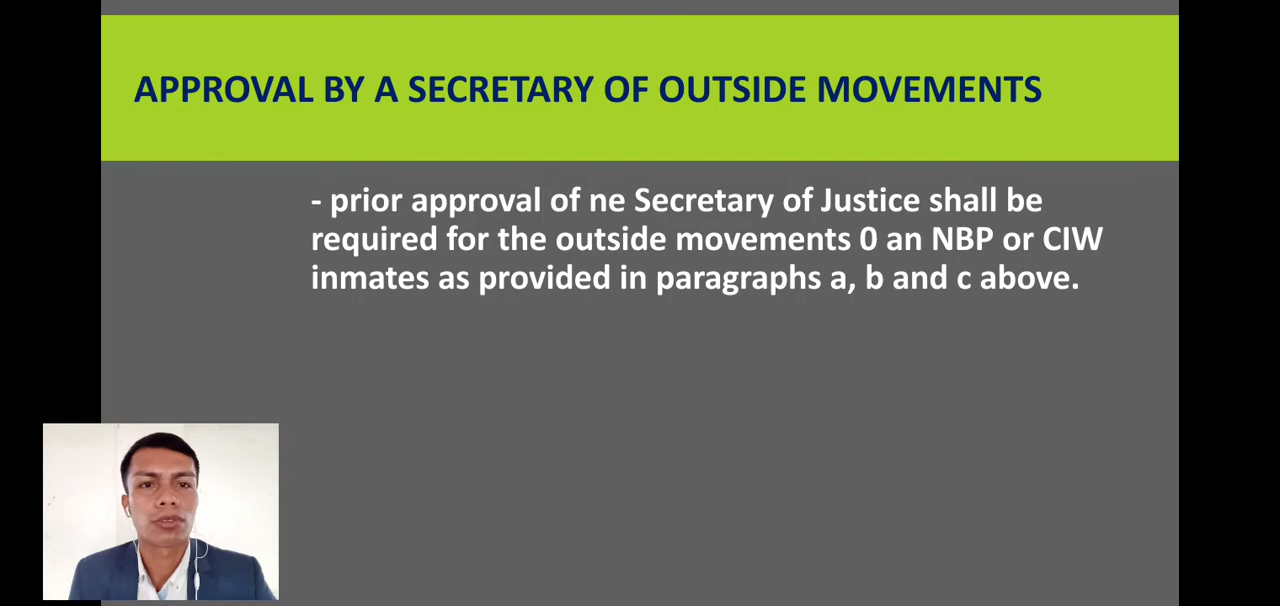 APPROVAL BY A SECRETARY OF OUTSIDE MOVEMENTS
- prior approval of ne Secretary of Justice shall be
required for the outside movements 0 an NBP or CIW
inmates as provided in paragraphs a, b and c above.